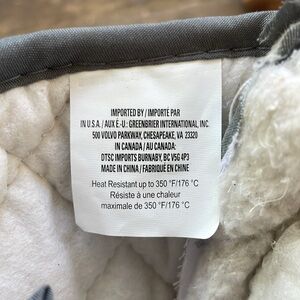 IMPORTED BY / IMPORTE PAR
IN U.S.A. / AUX É.-U.: GREENBRIER INTERNATIONAL, INC.
500 VOLVO PARKWAY, CHESAPEAKE, VA 23320
IN CANADA / AU CANADA:
OTSC IMPORTS BURNABY, BC V5G 4P3
MADE IN CHINA / FABRIQUÉ EN CHINE
Heat Resistant up to 350 °F/176 °C
Résiste à une chaleur
maximale de 350 °F/176 °C